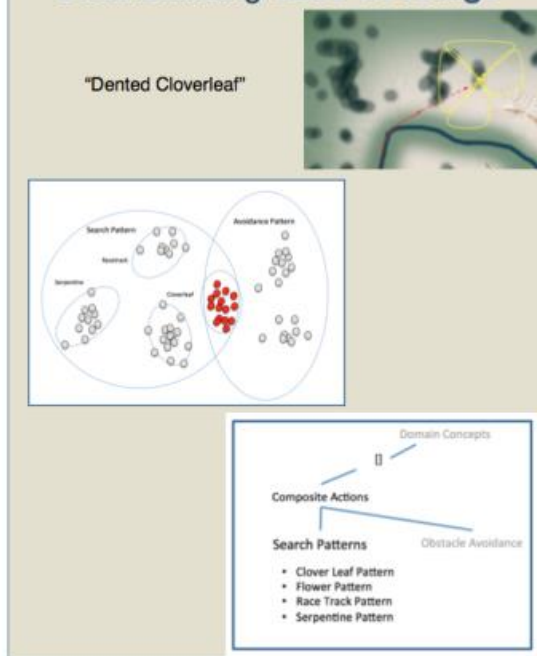 “Dented Cloverleaf”
Search Pattern
Avoidance Pattern
Racetrack
Serpentine
Cloverleaf
Domain Concepts
[]
Composite Actions
Search Patterns
Obstacle Avoidance
• Clover Leaf Pattern
• Flower Pattern
• Race Track Pattern
• Serpentine Pattern